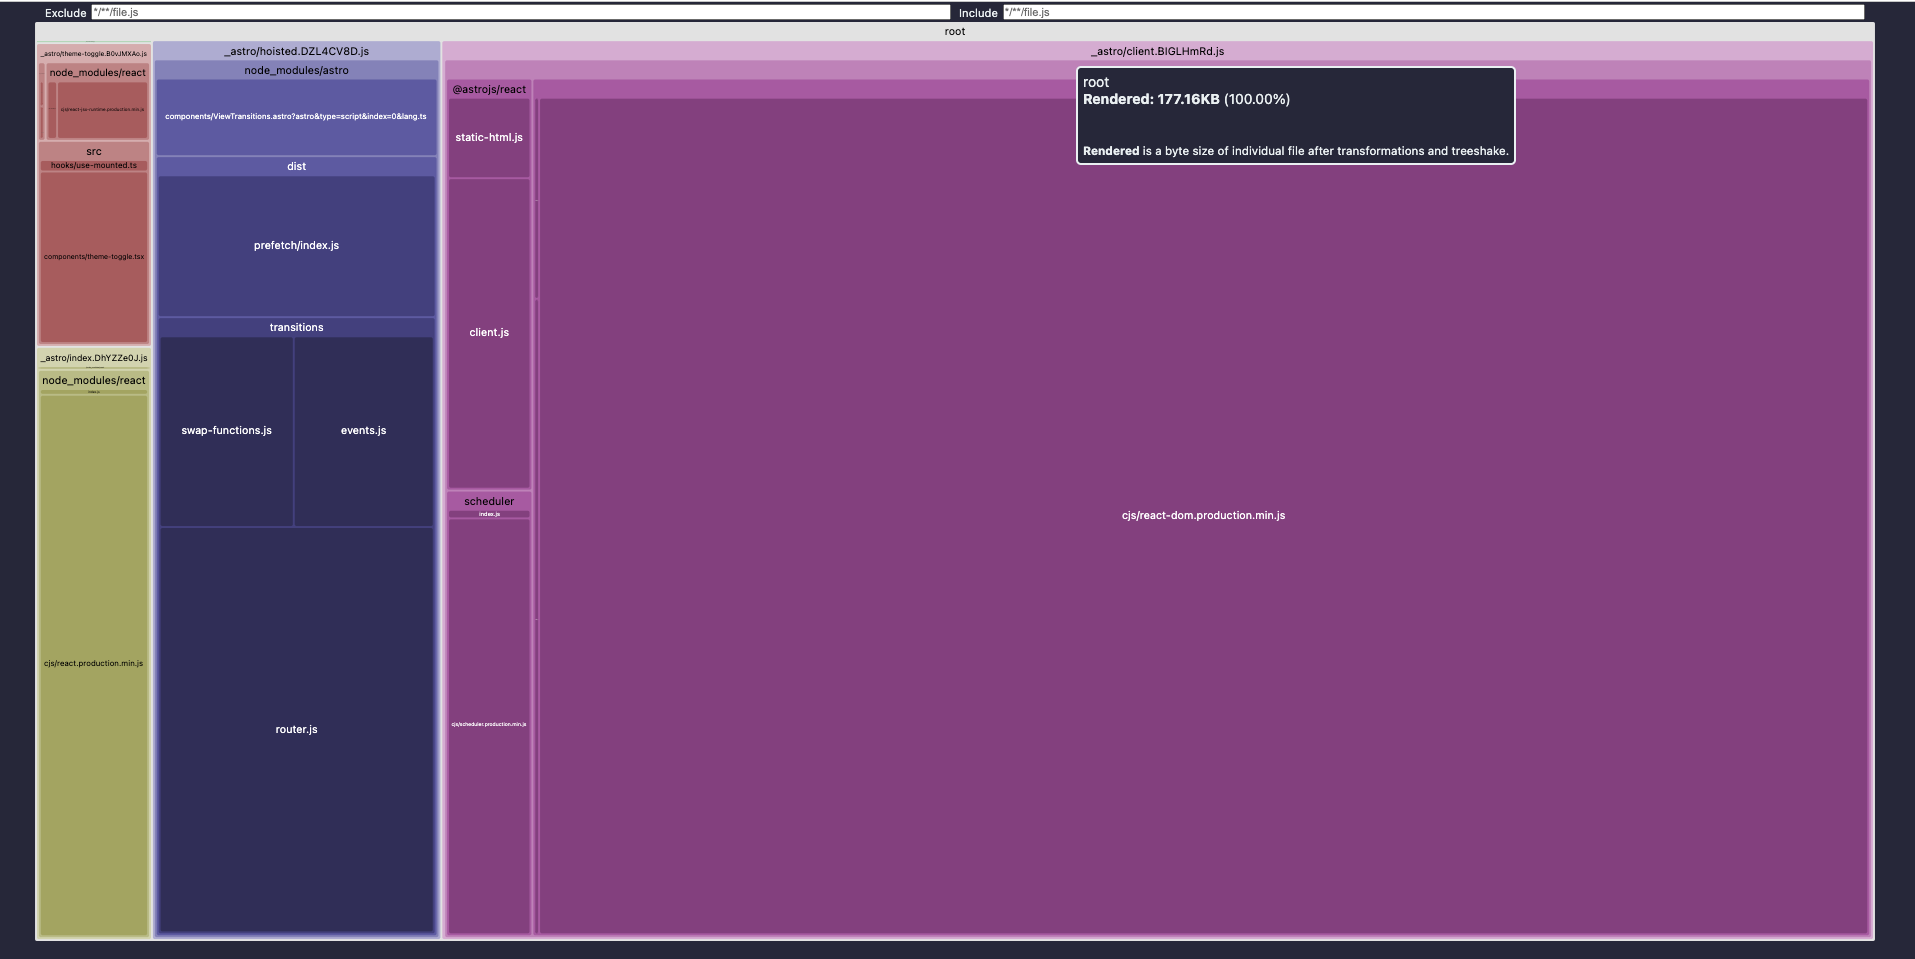 Exclude */**/file.js Include */**/file.js
root
_astro/theme-toggle.B0vJMXAo.js
node_modules/react
cjs/react-jsx-runtime.production.min.js
src
hooks/use-mounted.ts
components/theme-toggle.tsx
_astro/index.DhYZZe0J.js
node_modules/react
cjs/react.production.min.js
_astro/hoisted.DZL4CV8D.js
node_modules/astro
components/ViewTransitions.astro?astro&type=script&index=0&lang.ts
dist
prefetch/index.js
transitions
swap-functions.js
events.js
router.js
_astro/client.BIGLHmRd.js
@astrojs/react
static-html.js
client.js
scheduler
index.js
cjs/scheduler.production.min.js
root
Rendered: 177.16KB (100.00%)
Rendered is a byte size of individual file after transformations and treeshake.
cjs/react-dom.production.min.js